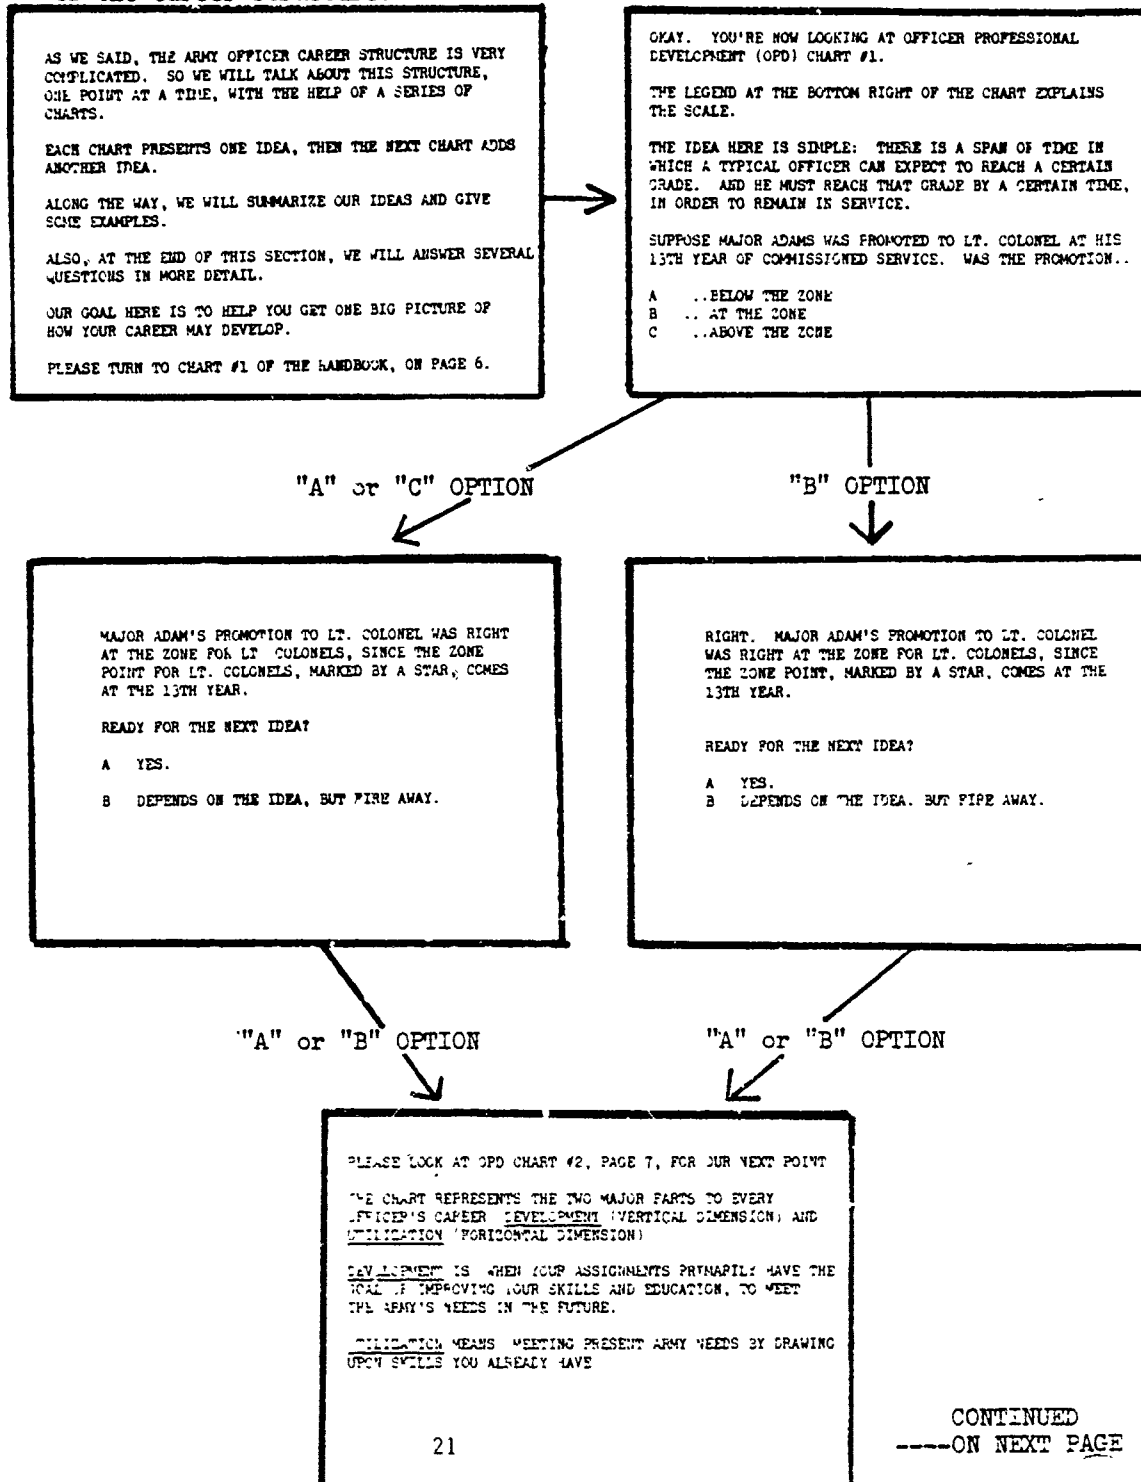 AS WE SAID, THE ARMY OFFICER CAREER STRUCTURE IS VERY
COMPLICATED. SO WE WILL TALK ABOUT THIS STRUCTURE,
ONE POINT AT A TIME, WITH THE HELP OF A SERIES OF
CHARTS.
EACH CHART PRESENTS ONE IDEA, THEN THE NEXT CHART ADDS
ANOTHER IDEA.
ALONG THE WAY, WE WILL SUMMARIZE OUR IDEAS AND GIVE
SOME EXAMPLES.
ALSO, AT THE END OF THIS SECTION, WE WILL ANSWER SEVERAL
QUESTIONS IN MORE DETAIL.
OUR GOAL HERE IS TO HELP YOU GET ONE BIG PICTURE OF
HOW YOUR CAREER MAY DEVELOP.
PLEASE TURN TO CHART #1 OF THE HANDBOOK, ON PAGE 6.
OKAY. YOU'RE NOW LOOKING AT OFFICER PROFESSIONAL
DEVELOPMENT (OPD) CHART #1.
THE LEGEND AT THE BOTTOM RIGHT OF THE CHART EXPLAINS
THE SCALE.
THE IDEA HERE IS SIMPLE: THERE IS A SPAN OF TIME IN
WHICH A TYPICAL OFFICER CAN EXPECT TO REACH A CERTAIN
GRADE. AND HE MUST REACH THAT GRADE BY A CERTAIN TIME,
IN ORDER TO REMAIN IN SERVICE.
SUPPOSE MAJOR ADAMS WAS PROMOTED TO LT. COLONEL AT HIS
13TH YEAR OF COMMISSIONED SERVICE. WAS THE PROMOTION..
A ..BELOW THE ZONE
B .. AT THE ZONE
C ..ABOVE THE ZONE
"A" or "C" OPTION
"B" OPTION
MAJOR ADAM'S PROMOTION TO LT. COLONEL WAS RIGHT
AT THE ZONE FOR LT COLONELS, SINCE THE ZONE
POINT FOR LT. COLONELS, MARKED BY A STAR, COMES
AT THE 13TH YEAR.
READY FOR THE NEXT IDEA?
A YES.
B DEPENDS ON THE IDEA, BUT FIRE AWAY.
RIGHT. MAJOR ADAM'S PROMOTION TO LT. COLONEL
WAS RIGHT AT THE ZONE FOR LT. COLONELS, SINCE
THE ZONE POINT, MARKED BY A STAR, COMES AT THE
13TH YEAR.
READY FOR THE NEXT IDEA?
A YES.
B DEPENDS ON THE IDEA. BUT FIRE AWAY.
"A" or "B" OPTION
"A" or "B" OPTION
PLEASE LOOK AT OPD CHART #2, PAGE 7, FOR OUR NEXT POINT
THE CHART REPRESENTS THE TWO MAJOR PARTS TO EVERY
OFFICER'S CAREER DEVELOPMENT (VERTICAL DIMENSION) AND
UTILIZATION (HORIZONTAL DIMENSION)
DEVELOPMENT IS WHEN YOUR ASSIGNMENTS PRIMARILY HAVE THE
GOAL OF IMPROVING YOUR SKILLS AND EDUCATION, TO MEET
THE ARMY'S NEEDS IN THE FUTURE.
UTILIZATION MEANS MEETING PRESENT ARMY NEEDS BY DRAWING
UPON SKILLS YOU ALREADY HAVE
21
CONTINUED
----ON NEXT PAGE